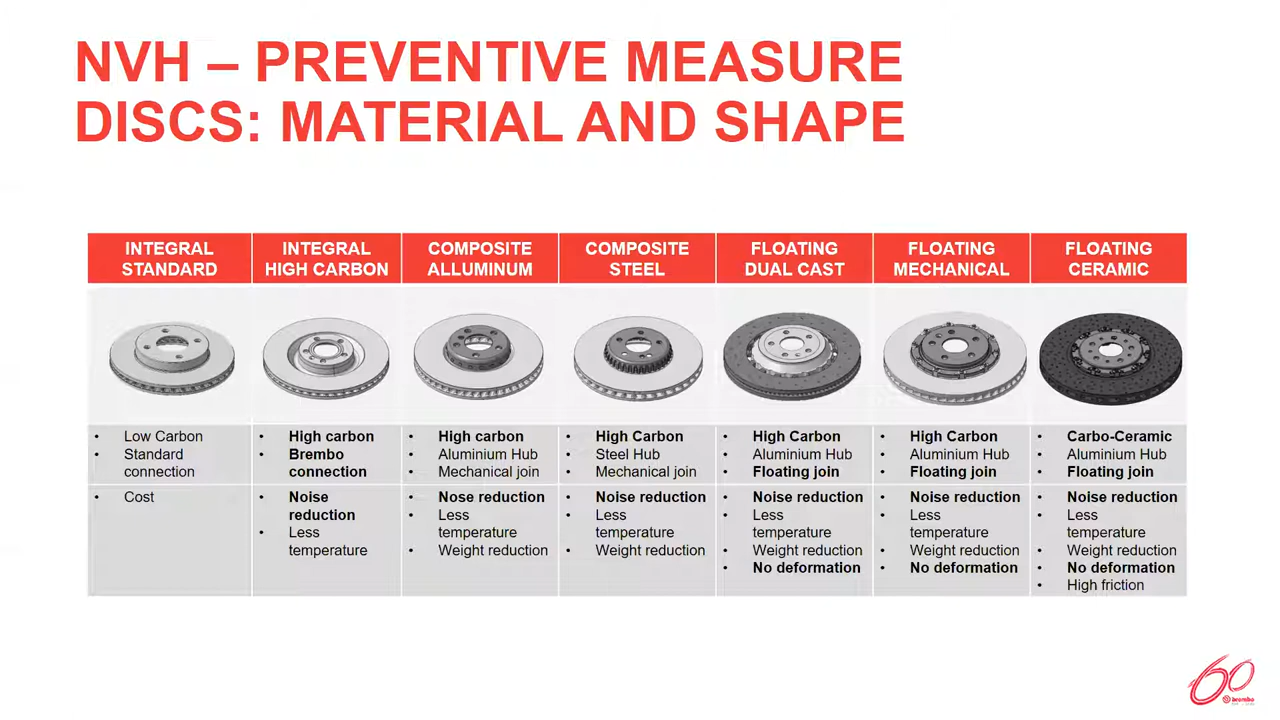 NVH – PREVENTIVE MEASURE
DISCS: MATERIAL AND SHAPE
INTEGRAL
STANDARD
INTEGRAL
HIGH CARBON
COMPOSITE
ALLUMINUM
COMPOSITE
STEEL
FLOATING
DUAL CAST
FLOATING
MECHANICAL
FLOATING
CERAMIC
• Low Carbon
• Standard
connection
• High carbon
• Brembo
connection
• High carbon
• Aluminium Hub
• Mechanical join
• High Carbon
• Steel Hub
• Mechanical join
• High Carbon
• Aluminium Hub
• Floating join
• High Carbon
• Aluminium Hub
• Floating join
• Carbo-Ceramic
• Aluminium Hub
• Floating join
• Cost
• Noise
reduction
• Less
temperature
• Nose reduction
• Less
temperature
• Weight reduction
• Noise reduction
• Less
temperature
• Weight reduction
• Noise reduction
• Less
temperature
• Weight reduction
• No deformation
• Noise reduction
• Less
temperature
• Weight reduction
• No deformation
• Noise reduction
• Less
temperature
• Weight reduction
• No deformation
• High friction
60
brembo